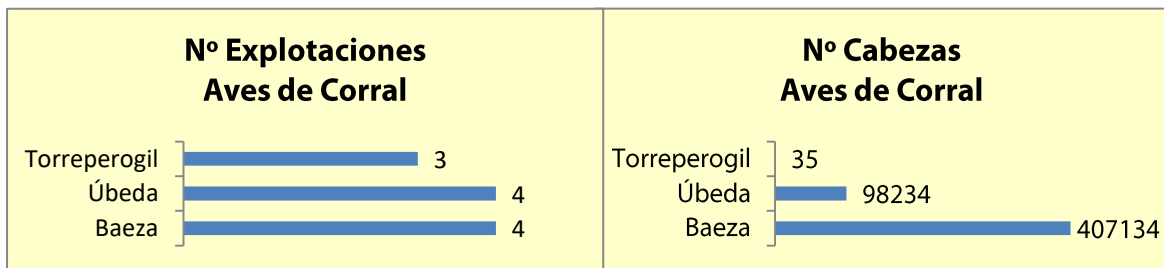 Nº Explotaciones
Aves de Corral
Torreperogil 3
Úbeda 4
Baeza 4
Nº Cabezas
Aves de Corral
Torreperogil 35
Úbeda 98234
Baeza 407134